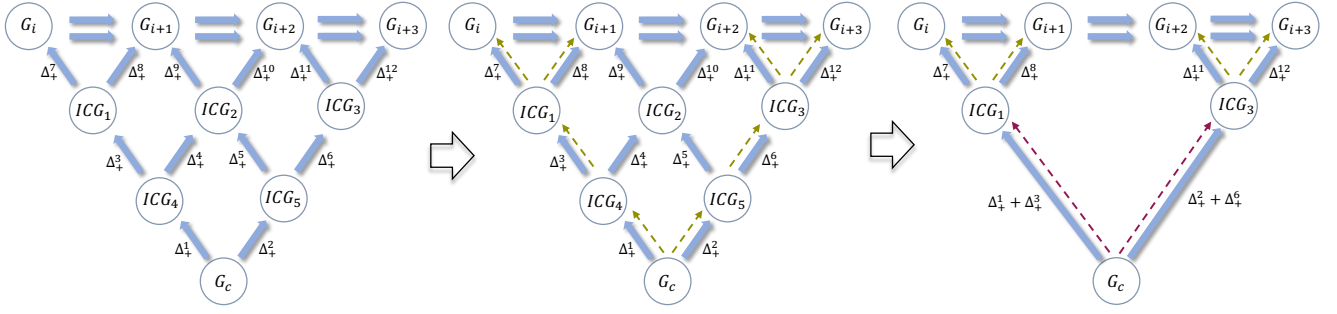 G_i G_{i+1} G_{i+2} G_{i+3} G_i G_{i+1} G_{i+2} G_{i+3} G_i G_{i+1} G_{i+2} G_{i+3}
Δ_+^7 Δ_+^8 Δ_+^9 Δ_+^{10} Δ_+^{11} Δ_+^{12} Δ_+^7 Δ_+^8 Δ_+^9 Δ_+^{10} Δ_+^{11} Δ_+^{12} Δ_+^7 Δ_+^8 Δ_+^{11} Δ_+^{12}
ICG_1 ICG_2 ICG_3 ICG_1 ICG_2 ICG_3 ICG_1 ICG_3
Δ_+^3 Δ_+^4 Δ_+^5 Δ_+^6 Δ_+^3 Δ_+^4 Δ_+^5 Δ_+^6
ICG_4 ICG_5 ICG_4 ICG_5 Δ_+^1 + Δ_+^3 Δ_+^2 + Δ_+^6
Δ_+^1 Δ_+^2 Δ_+^1 Δ_+^2
G_c G_c G_c